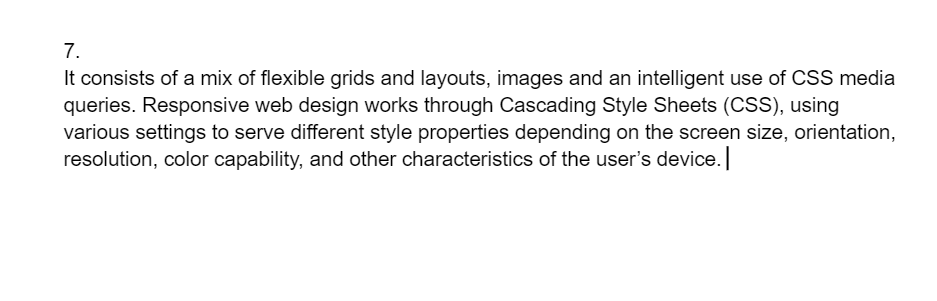 7.
It consists of a mix of flexible grids and layouts, images and an intelligent use of CSS media
queries. Responsive web design works through Cascading Style Sheets (CSS), using
various settings to serve different style properties depending on the screen size, orientation,
resolution, color capability, and other characteristics of the user’s device.